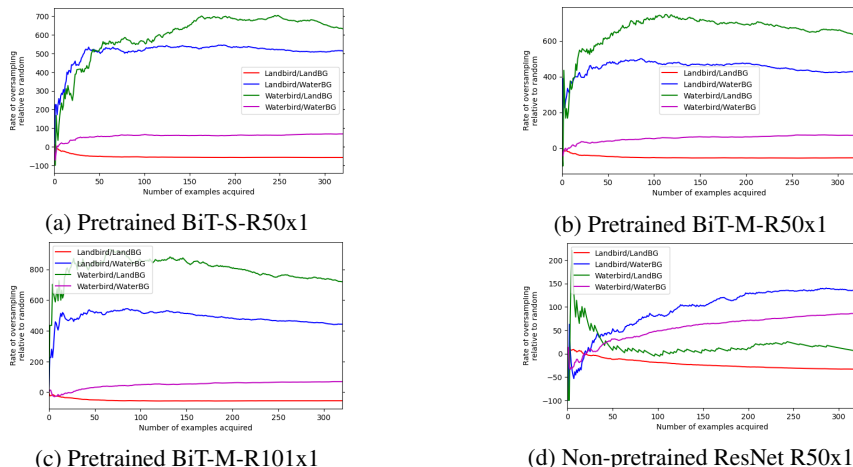 700
600
500
400
300
200
100
0
−100
Rate of oversampling
relative to random
Landbird/LandBG
Landbird/WaterBG
Waterbird/LandBG
Waterbird/WaterBG
0 50 100 150 200 250 300
Number of examples acquired
(a) Pretrained BiT-S-R50x1
600
400
200
0
Rate of oversampling
relative to random
Landbird/LandBG
Landbird/WaterBG
Waterbird/LandBG
Waterbird/WaterBG
0 50 100 150 200 250 300
Number of examples acquired
(b) Pretrained BiT-M-R50x1
800
600
400
200
0
Rate of oversampling
relative to random
Landbird/LandBG
Landbird/WaterBG
Waterbird/LandBG
Waterbird/WaterBG
0 50 100 150 200 250 300
Number of examples acquired
(c) Pretrained BiT-M-R101x1
200
150
100
50
0
−50
−100
Rate of oversampling
relative to random
Landbird/LandBG
Landbird/WaterBG
Waterbird/LandBG
Waterbird/WaterBG
0 50 100 150 200 250 300
Number of examples acquired
(d) Non-pretrained ResNet R50x1